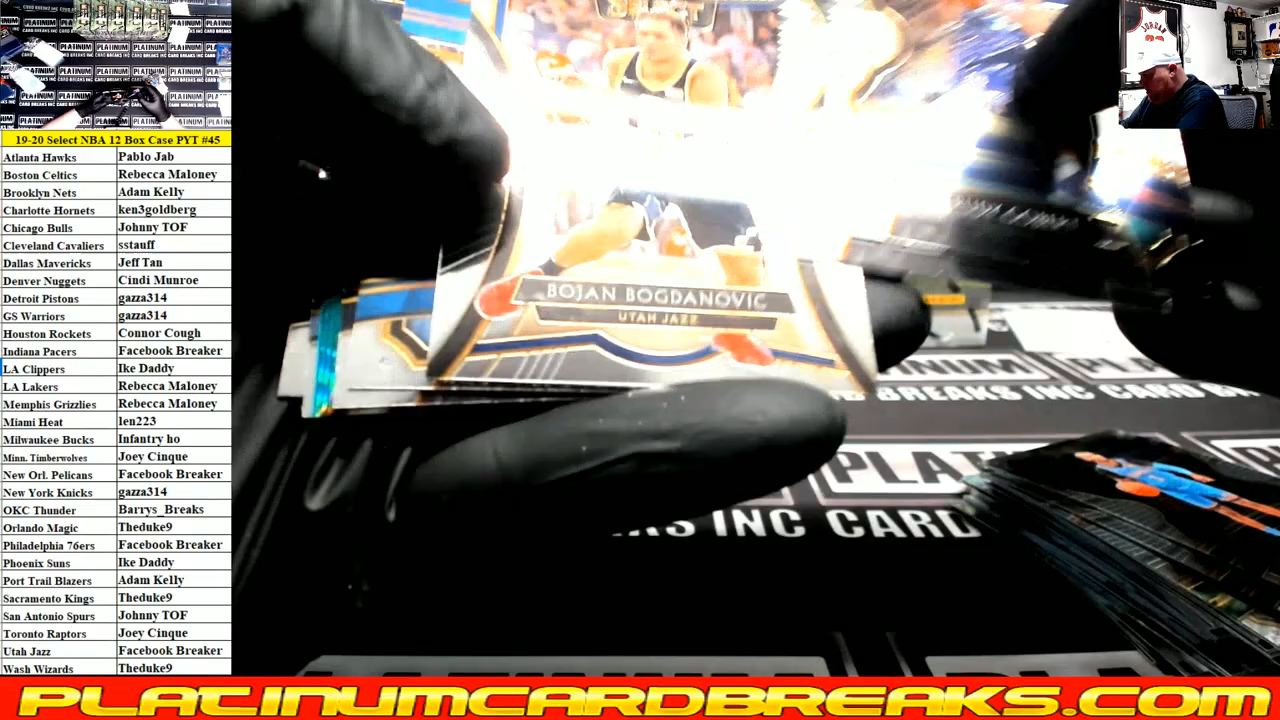 19-20 Select NBA 12 Box Case PYT #45
Atlanta Hawks Pablo Jab
Boston Celtics Rebecca Maloney
Brooklyn Nets Adam Kelly
Charlotte Hornets ken3goldberg
Chicago Bulls Johnny TOF
Cleveland Cavaliers sstauff
Dallas Mavericks Jeff Tan
Denver Nuggets Cindi Munroe
Detroit Pistons gazza314
GS Warriors gazza314
Houston Rockets Connor Cough
Indiana Pacers Facebook Breaker
LA Clippers Ike Daddy
LA Lakers Rebecca Maloney
Memphis Grizzlies Rebecca Maloney
Miami Heat len223
Milwaukee Bucks Infantry ho
Minn. Timberwolves Joey Cinque
New Orl. Pelicans Facebook Breaker
New York Knicks gazza314
OKC Thunder Barrys_Breaks
Orlando Magic Theduke9
Philadelphia 76ers Facebook Breaker
Phoenix Suns Ike Daddy
Port Trail Blazers Adam Kelly
Sacramento Kings Theduke9
San Antonio Spurs Johnny TOF
Toronto Raptors Joey Cinque
Utah Jazz Facebook Breaker
Wash Wizards Theduke9
BOJAN BOGDANOVIC
UTAH JAZZ
BREAKS INC CARD
INC CARD
JORDAN
PLATINUMCARDBREAKS.COM